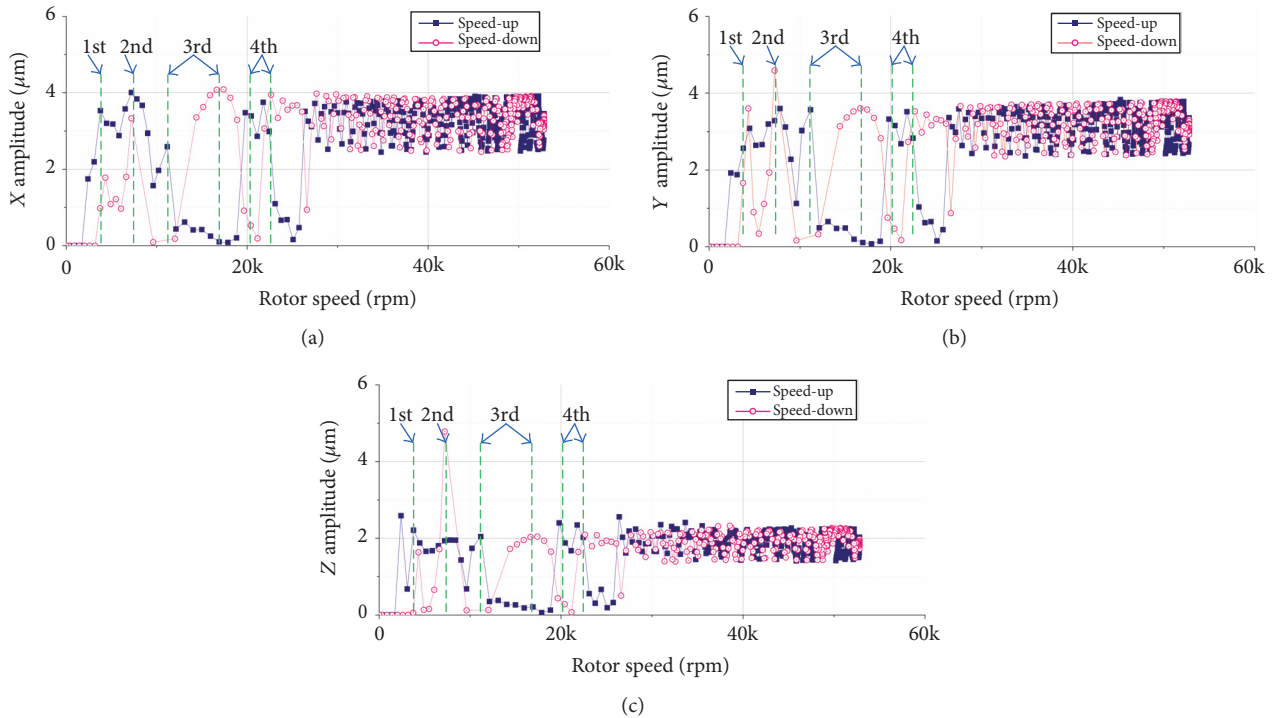 6
4
2
0
X amplitude (μm)
1st
2nd
3rd
4th
Speed-up
Speed-down
0
20k
40k
60k
Rotor speed (rpm)
(a)
6
4
2
0
Y amplitude (μm)
1st
2nd
3rd
4th
Speed-up
Speed-down
0
20k
40k
60k
Rotor speed (rpm)
(b)
6
4
2
0
Z amplitude (μm)
1st
2nd
3rd
4th
Speed-up
Speed-down
0
20k
40k
60k
Rotor speed (rpm)
(c)